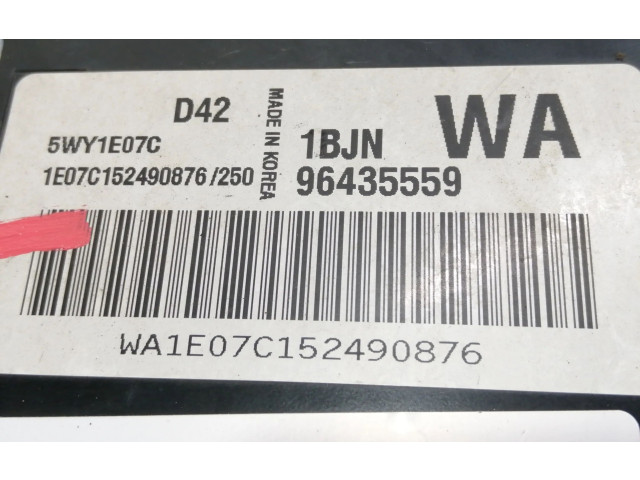 D42
MADE IN KOREA
WA
5WY1E07C
1BJN
1E07C152490876/250
96435559
WA1E07C152490876